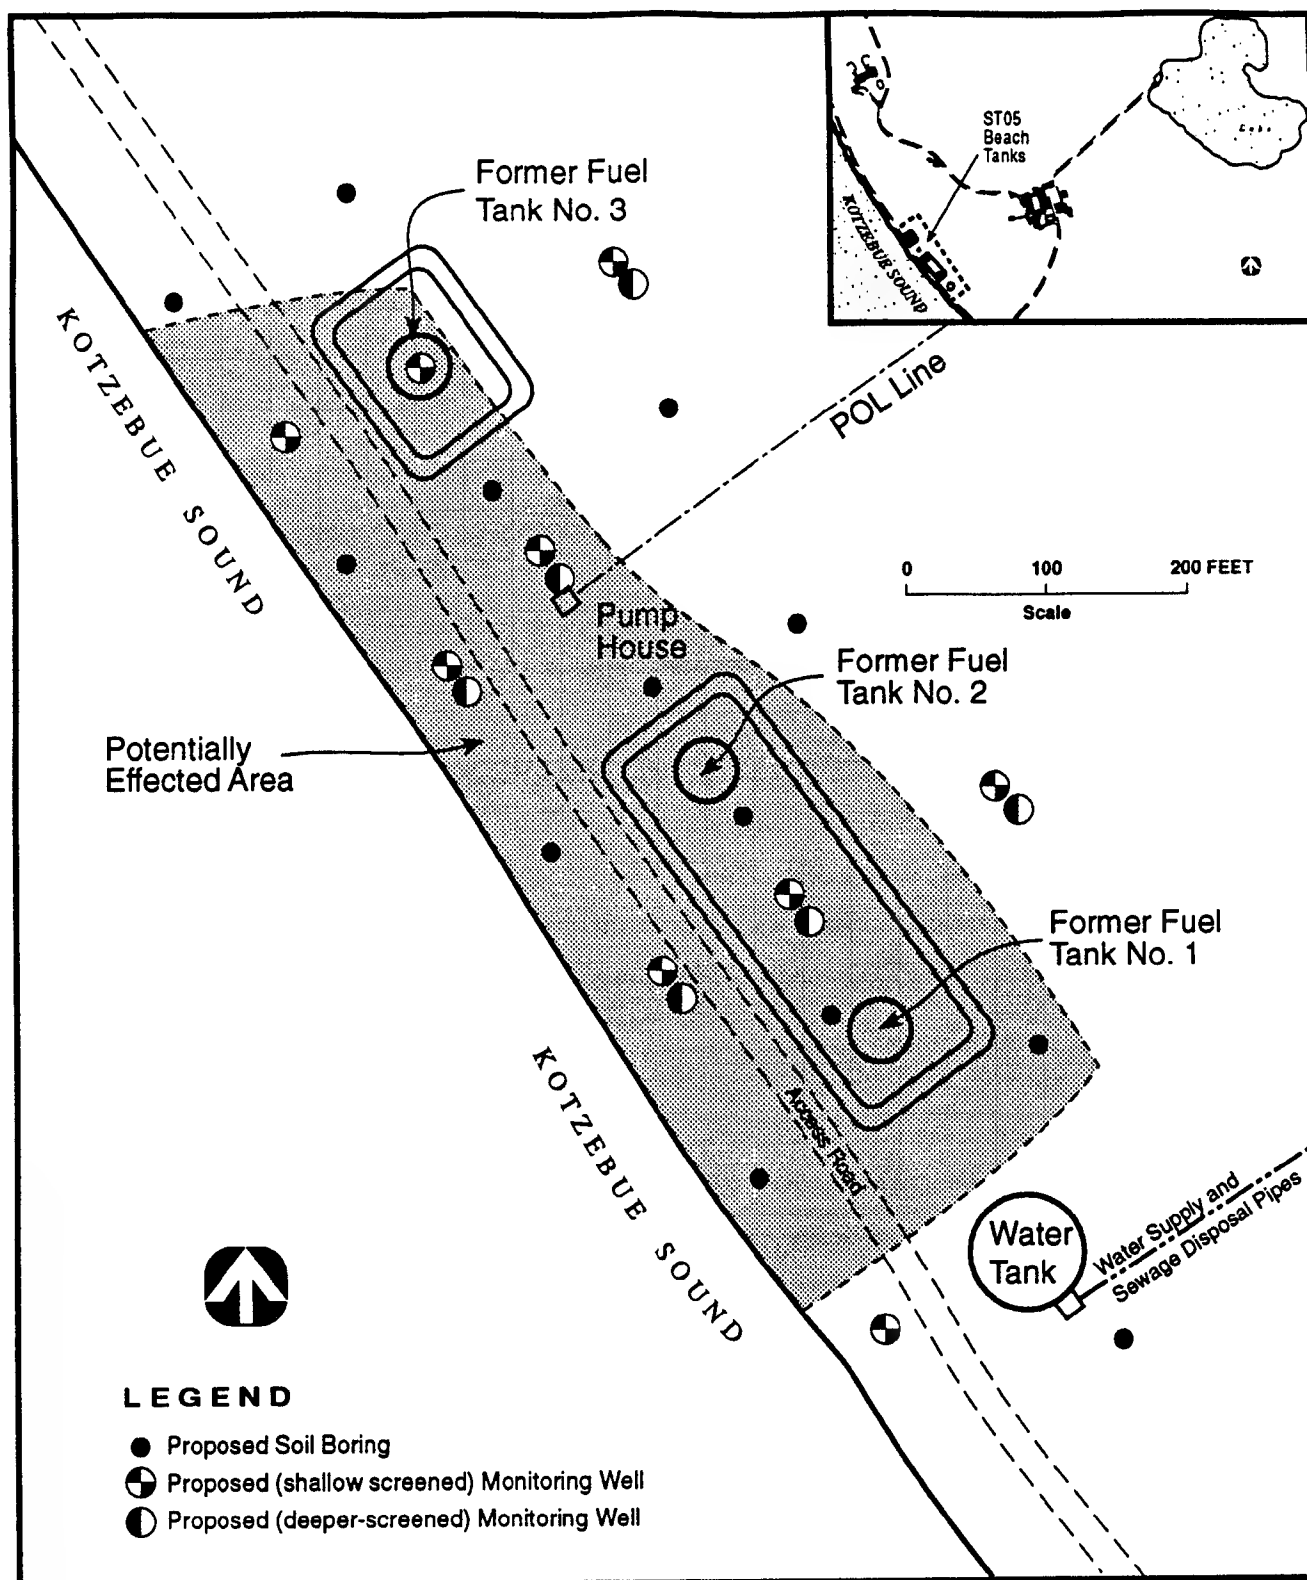 ST05
Beach
Tanks
Lake
KOTZEBUE SOUND
Former Fuel
Tank No. 3
POL Line
KOTZEBUE SOUND
0 100 200 FEET
Scale
Pump
House
Former Fuel
Tank No. 2
Potentially
Effected Area
Former Fuel
Tank No. 1
KOTZEBUE SOUND
Access Road
Water
Tank
Water Supply and
Sewage Disposal Pipes
LEGEND
Proposed Soil Boring
Proposed (shallow screened) Monitoring Well
Proposed (deeper-screened) Monitoring Well